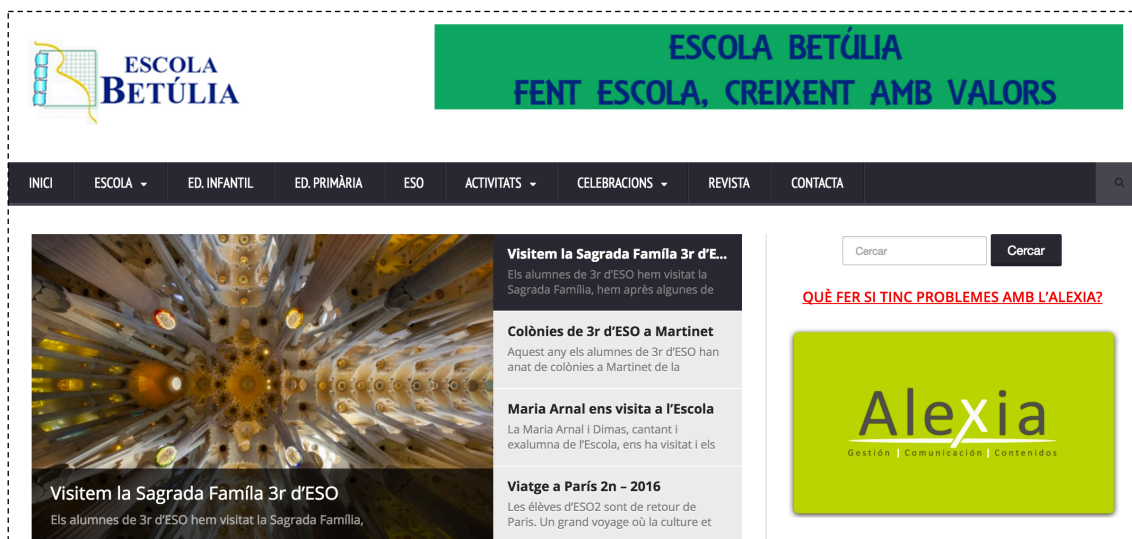 ESCOLA
BETÚLIA
ESCOLA BETÚLIA
FENT ESCOLA, CREIXENT AMB VALORS
INICI ESCOLA ED. INFANTIL ED. PRIMÀRIA ESO ACTIVITATS CELEBRACIONS REVISTA CONTACTA
Visitem la Sagrada Famíla 3r d’ESO
Els alumnes de 3r d’ESO hem visitat la Sagrada Família,
Visitem la Sagrada Famíla 3r d’E...
Els alumnes de 3r d’ESO hem visitat la
Sagrada Família, hem après algunes de
Colònies de 3r d’ESO a Martinet
Aquest any els alumnes de 3r d’ESO han
anat de colònies a Martinet de la
Maria Arnal ens visita a l’Escola
La Maria Arnal i Dimas, cantant i
exalumna de l’Escola, ens ha visitat i els
Viatge a París 2n – 2016
Les élèves d’ESO2 sont de retour de
Paris. Un grand voyage où la culture et
Cercar Cercar
QUÈ FER SI TINC PROBLEMES AMB L’ALEXIA?
Alexia
Gestión | Comunicación | Contenidos